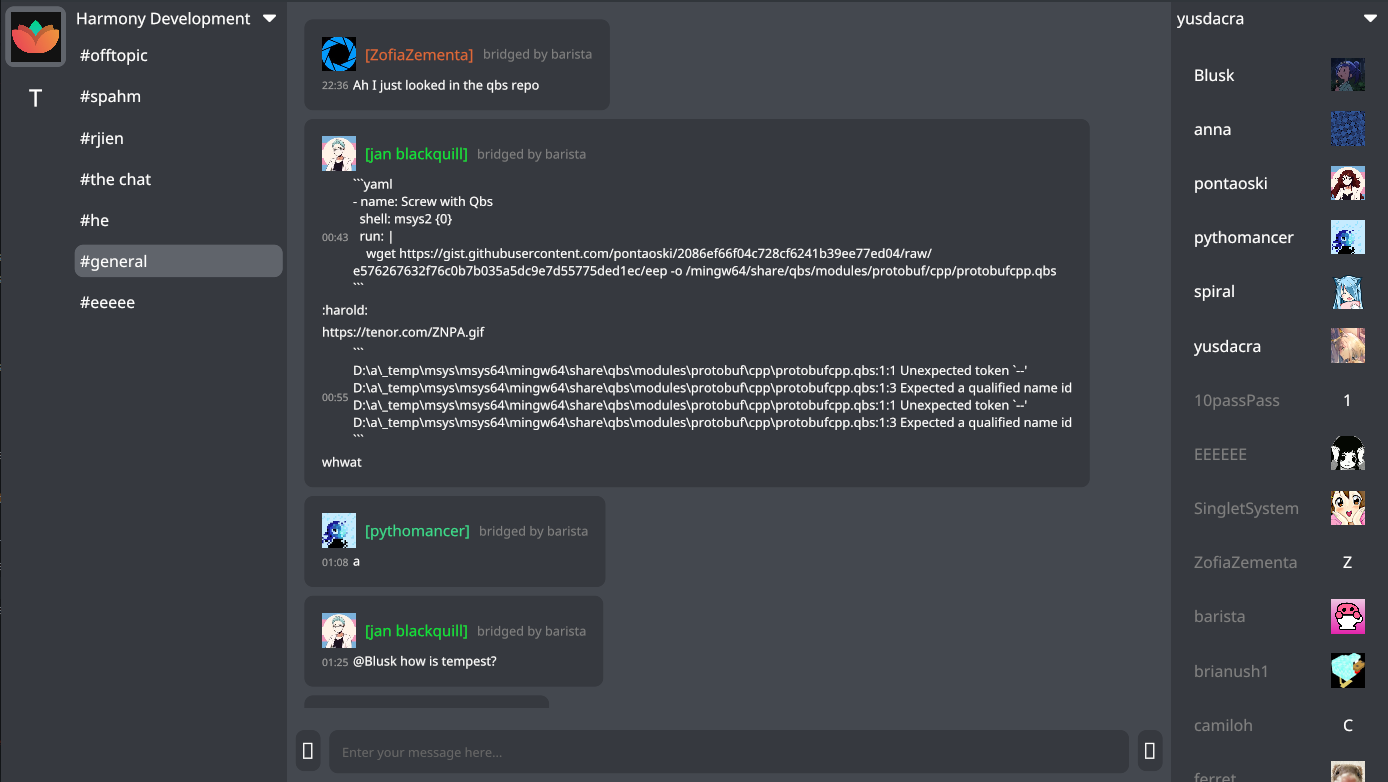 Harmony Development
T
#offtopic
#spahm
#rjien
#the chat
#he
#general
#eeeee
[ZofiaZementa] bridged by barista
22:36 Ah I just looked in the qbs repo
[jan blackquill] bridged by barista
```yaml
- name: Screw with Qbs
shell: msys2 {0}
00:43 run: |
wget https://gist.githubusercontent.com/pontaoski/2086ef66f04c728cf6241b39ee77ed04/raw/
e576267632f76c0b7b035a5dc9e7d55775ded1ec/eep -o /mingw64/share/qbs/modules/protobuf/cpp/protobufcpp.qbs
```
:harold:
https://tenor.com/ZNPA.gif
```
D:\a\_temp\msys\msys64\mingw64\share\qbs\modules\protobuf\cpp\protobufcpp.qbs:1:1 Unexpected token `--'
D:\a\_temp\msys\msys64\mingw64\share\qbs\modules\protobuf\cpp\protobufcpp.qbs:1:3 Expected a qualified name id
00:55 D:\a\_temp\msys\msys64\mingw64\share\qbs\modules\protobuf\cpp\protobufcpp.qbs:1:1 Unexpected token `--'
D:\a\_temp\msys\msys64\mingw64\share\qbs\modules\protobuf\cpp\protobufcpp.qbs:1:3 Expected a qualified name id
```
whwat
[pythomancer] bridged by barista
01:08 a
[jan blackquill] bridged by barista
01:25 @Blusk how is tempest?
Enter your message here...
yusdacra
Blusk
anna
pontaoski
pythomancer
spiral
yusdacra
10passPass 1
EEEEEE
SingletSystem
ZofiaZementa Z
barista
brianush1
camiloh C
ferret